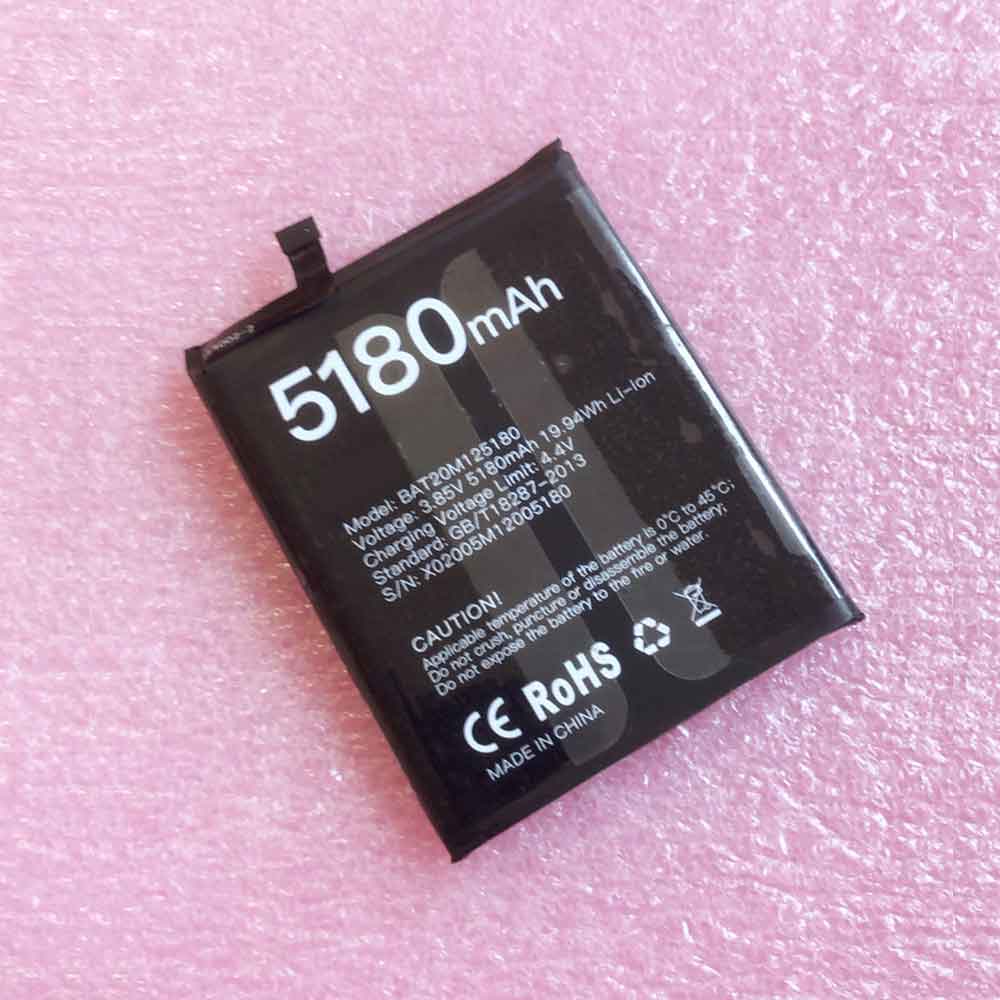 5180mAh
Model: BAT20M125180
Voltage: 3.85V 5180mAh 19.94Wh Li-ion
Charging Voltage Limit: 4.4V
Standard: GB/T18287-2013
S/N: X02005M12005180
CAUTION!
Applicable temperature of the battery is 0°C to 45°C;
Do not crush, puncture or disassemble the battery;
Do not expose the battery to the fire or water.
CE RoHS
MADE IN CHINA